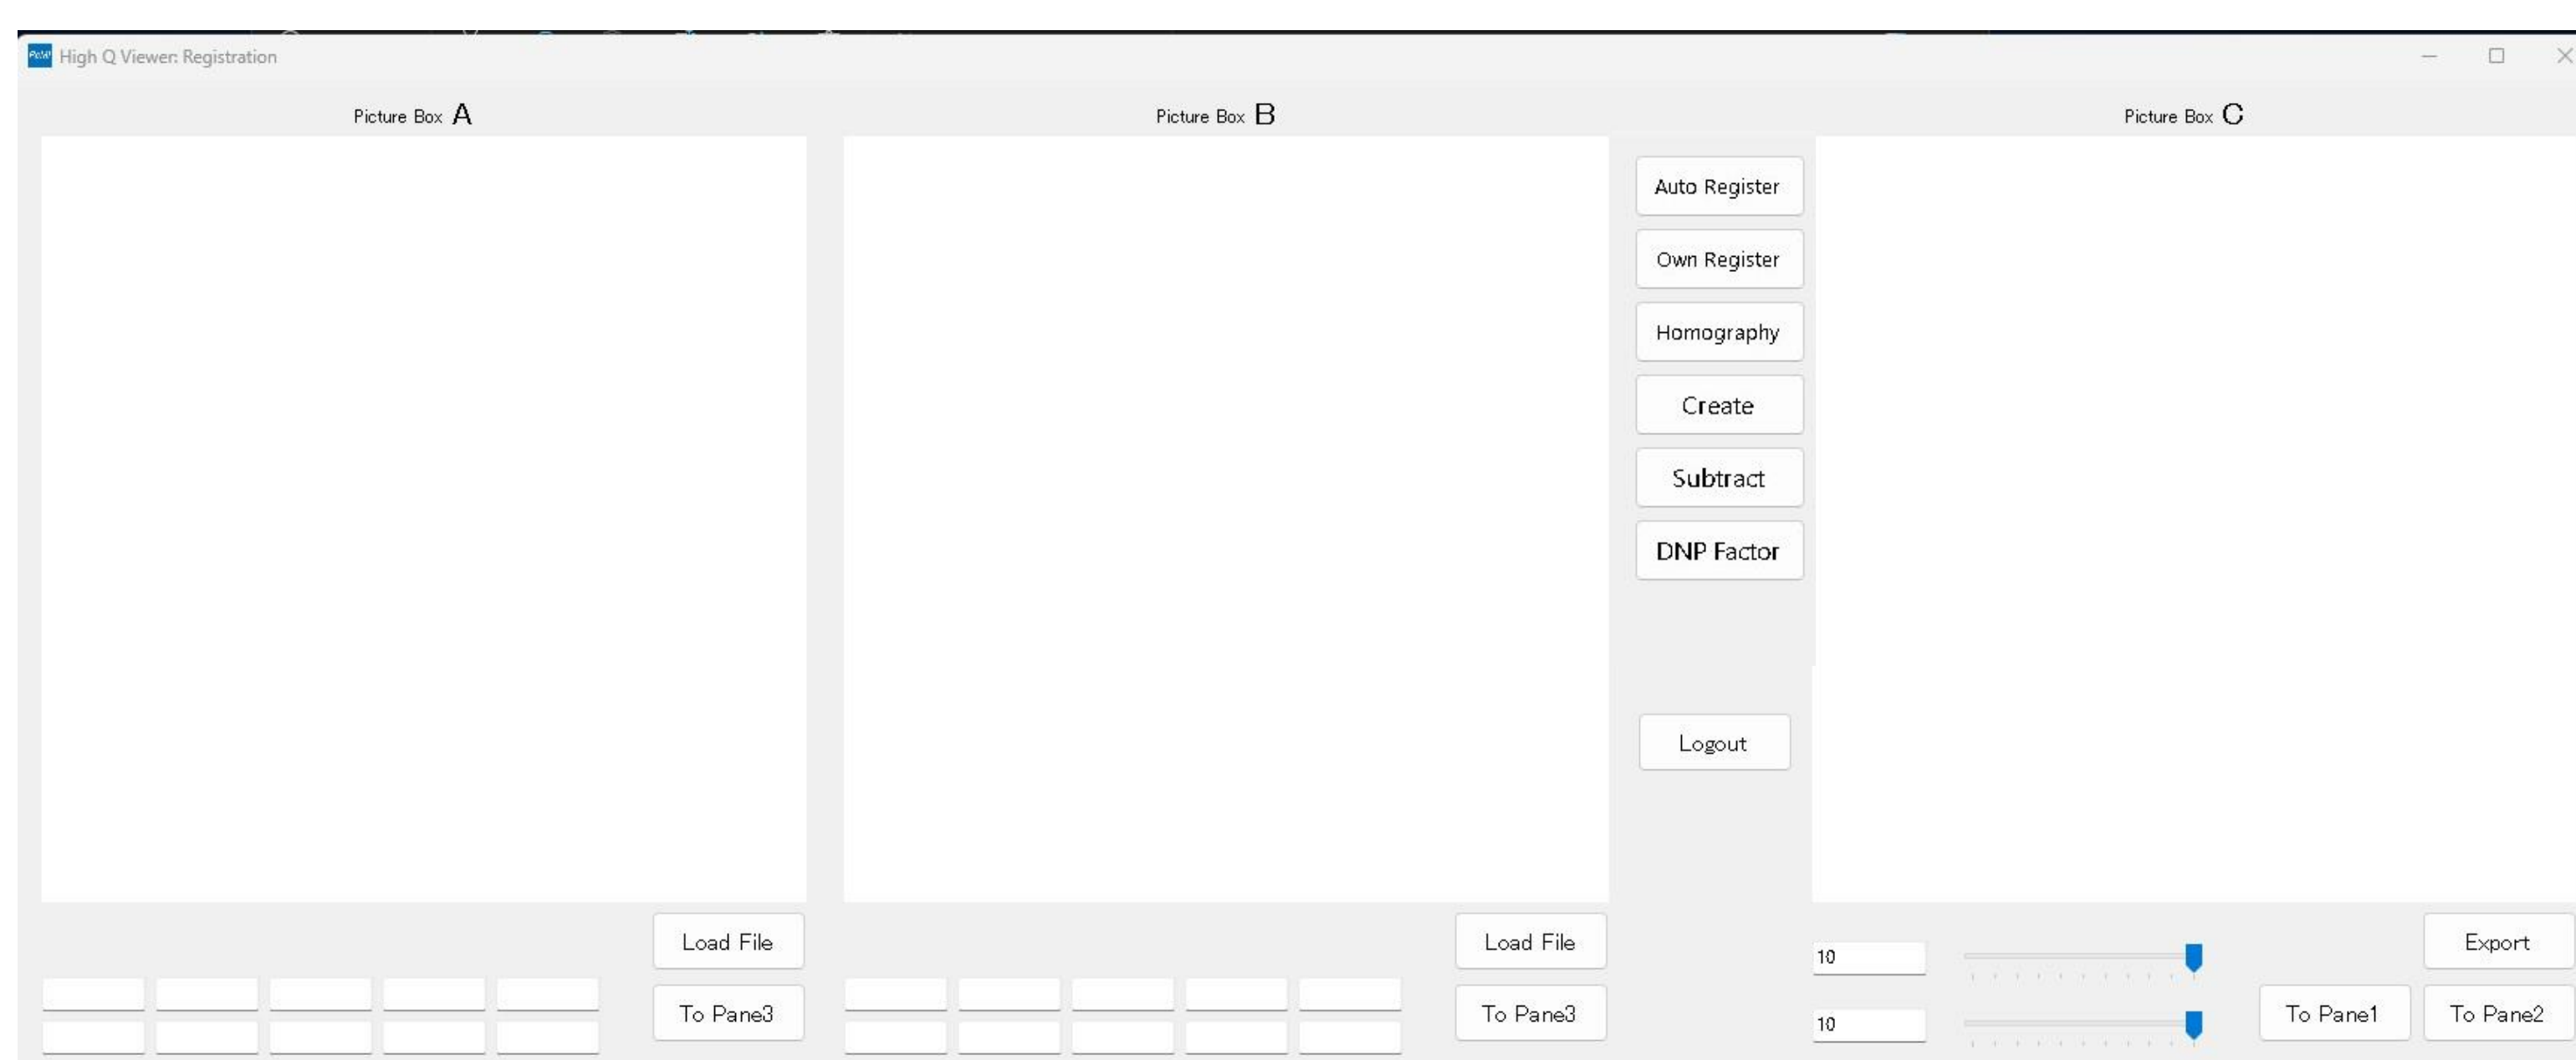 High Q Viewer: Registration
Picture Box A
Picture Box B
Picture Box C
Auto Register
Own Register
Homography
Create
Subtract
DNP Factor
Logout
Load File
To Pane3
Load File
To Pane3
10
10
Export
To Pane1
To Pane2